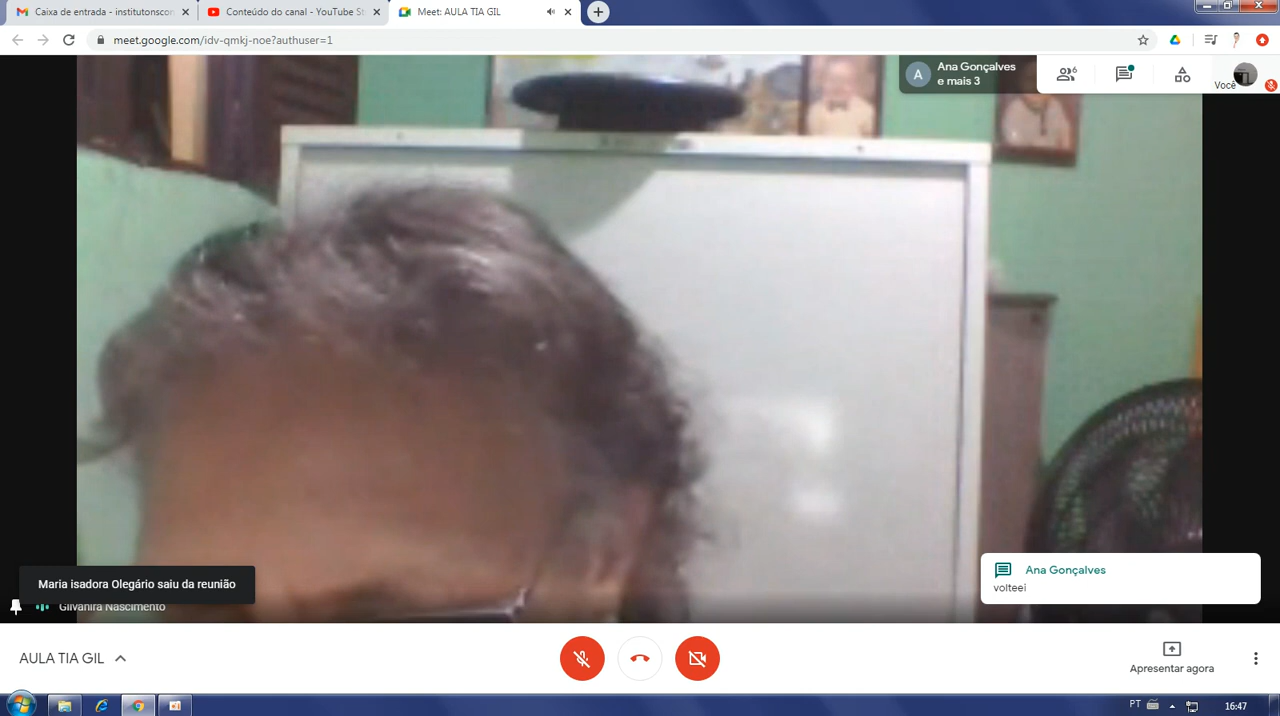 Caixa de entrada - institutonscon
Conteúdo do canal - YouTube St
Meet: AULA TIA GIL
meet.google.com/idv-qmkj-noe?authuser=1
Ana Gonçalves
e mais 3
6
Você
Maria isadora Olegário saiu da reunião
Gilvanira Nascimento
Ana Gonçalves
volteei
AULA TIA GIL
Apresentar agora
PT
16:47